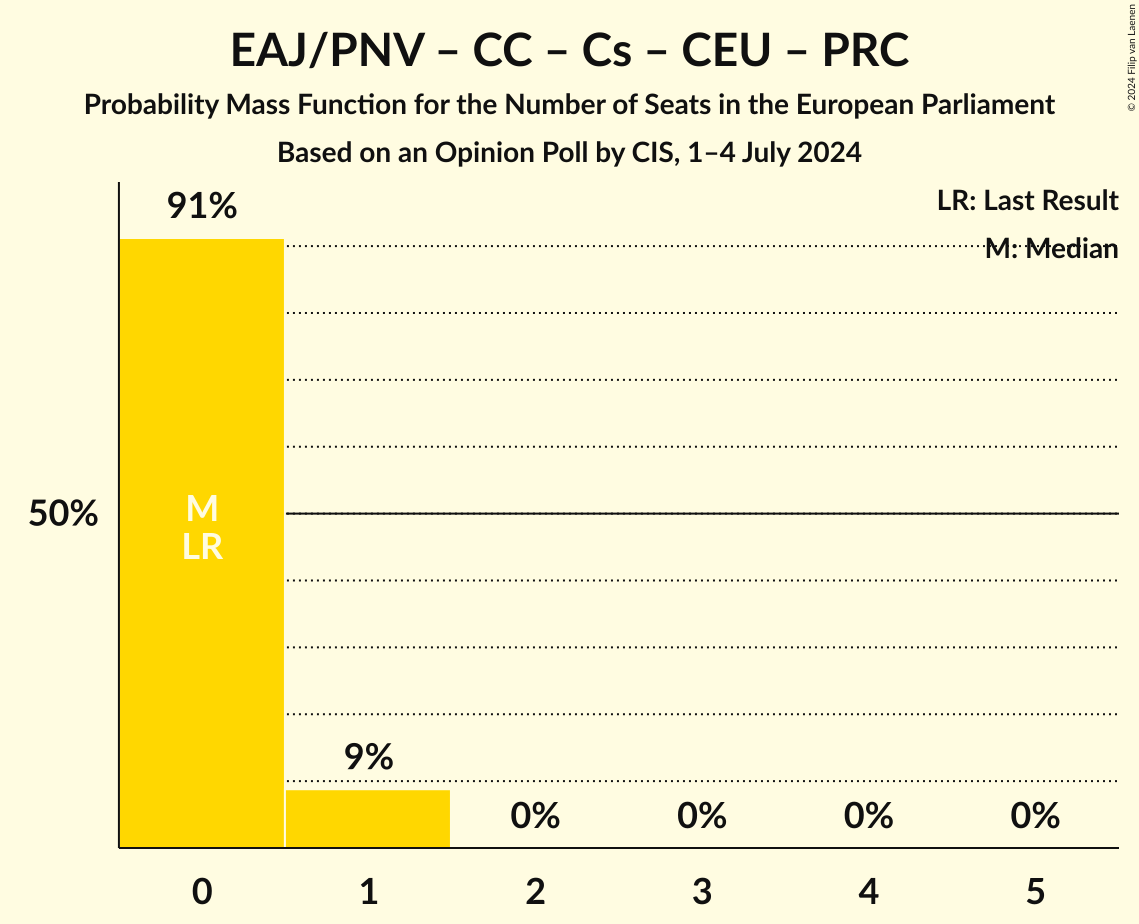 EAJ/PNV – CC – Cs – CEU – PRC
Probability Mass Function for the Number of Seats in the European Parliament
Based on an Opinion Poll by CIS, 1–4 July 2024
© 2024 Filip van Laenen
LR: Last Result
M: Median
91%
50%
M
LR
9%
0%
0%
0%
0%
0
1
2
3
4
5